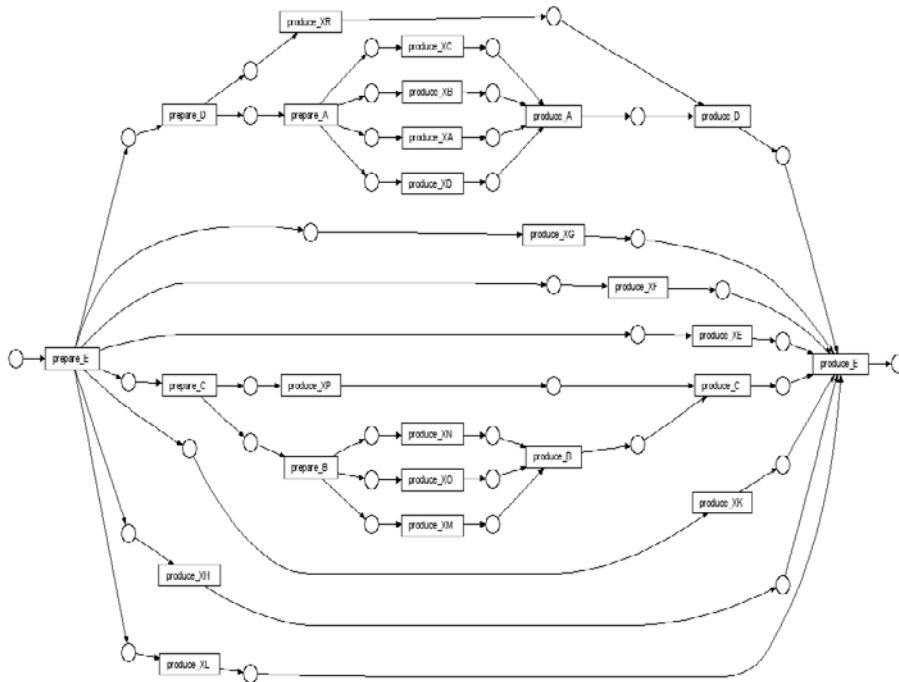 produce_XR
produce_XC
produce_XB
prepare_D
prepare_A
produce_A
produce_D
produce_XA
produce_XD
produce_XG
produce_XF
produce_XE
prepare_E
produce_E
prepare_C
produce_XP
produce_C
produce_XN
prepare_B
produce_B
produce_XO
produce_XK
produce_XM
produce_XH
produce_XL